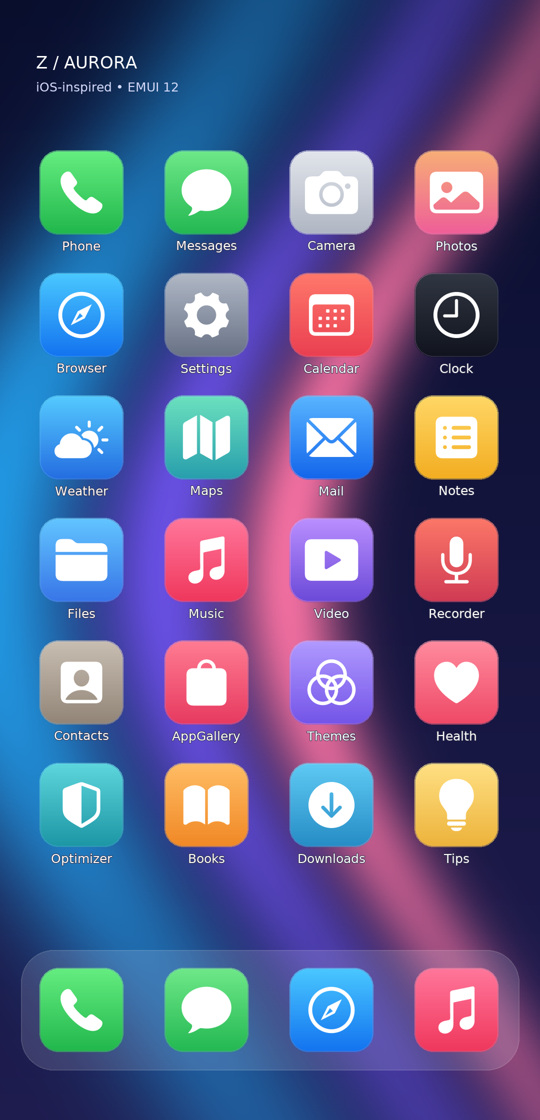 Z / AURORA
iOS-inspired • EMUI 12
Phone Messages Camera Photos
Browser Settings Calendar Clock
Weather Maps Mail Notes
Files Music Video Recorder
Contacts AppGallery Themes Health
Optimizer Books Downloads Tips